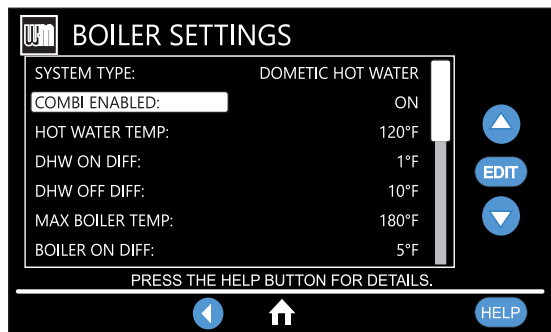 WM BOILER SETTINGS
SYSTEM TYPE: DOMETIC HOT WATER
COMBI ENABLED: ON
HOT WATER TEMP: 120°F
DHW ON DIFF: 1°F
DHW OFF DIFF: 10°F
MAX BOILER TEMP: 180°F
BOILER ON DIFF: 5°F
EDIT
PRESS THE HELP BUTTON FOR DETAILS.
HELP